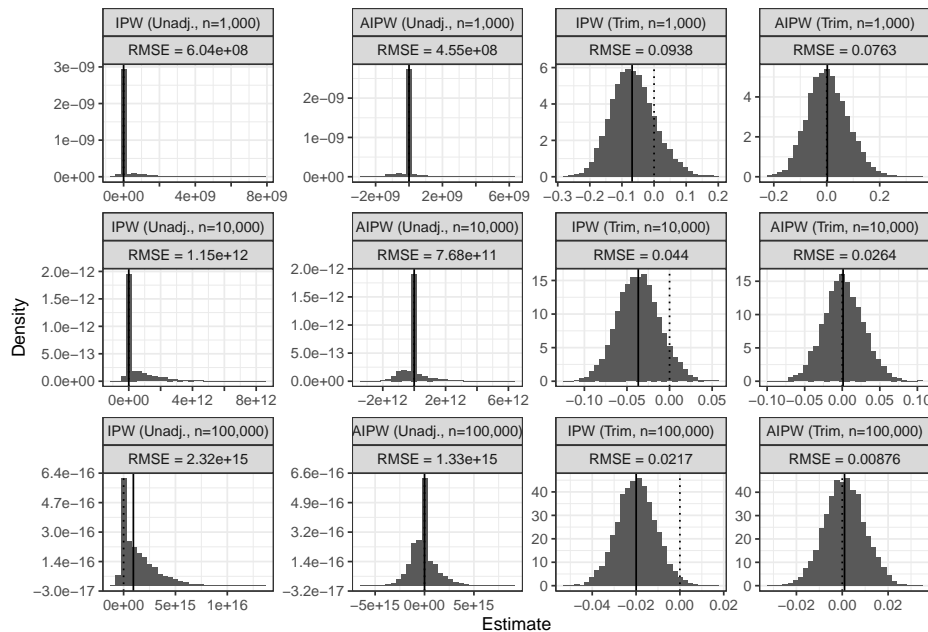 IPW (Unadj., n=1,000)
RMSE = 6.04e+08
3e−09
2e−09
1e−09
0e+00
0e+00 2e+09 4e+09 6e+09 8e+09
AIPW (Unadj., n=1,000)
RMSE = 4.55e+08
2e−09
1e−09
0e+00
−2e+09 0e+00 2e+09 4e+09 6e+09
IPW (Trim, n=1,000)
RMSE = 0.0938
6
4
2
0
−0.3 −0.2 −0.1 0.0 0.1 0.2
AIPW (Trim, n=1,000)
RMSE = 0.0763
4
2
0
−0.2 0.0 0.2
IPW (Unadj., n=10,000)
RMSE = 1.15e+12
2.0e−12
1.5e−12
1.0e−12
5.0e−13
0.0e+00
0e+00 4e+12 8e+12
AIPW (Unadj., n=10,000)
RMSE = 7.68e+11
2.0e−12
1.5e−12
1.0e−12
5.0e−13
0.0e+00
−2e+12 2e+12 6e+12
IPW (Trim, n=10,000)
RMSE = 0.044
15
10
5
0
−0.10 −0.05 0.00 0.05
AIPW (Trim, n=10,000)
RMSE = 0.0264
15
10
5
0
−0.10 −0.05 0.00 0.05 0.10
IPW (Unadj., n=100,000)
RMSE = 2.32e+15
6.4e−16
4.7e−16
3.0e−16
1.4e−16
−3.0e−17
0e+00 5e+15 1e+16
AIPW (Unadj., n=100,000)
RMSE = 1.33e+15
6.4e−16
4.7e−16
3.0e−16
1.4e−16
−3.2e−17
−5e+15 0e+00 5e+15
IPW (Trim, n=100,000)
RMSE = 0.0217
40
30
20
10
0
−0.04 −0.02 0.00 0.02
AIPW (Trim, n=100,000)
RMSE = 0.00876
40
30
20
10
0
−0.02 0.00 0.02
Density
Estimate